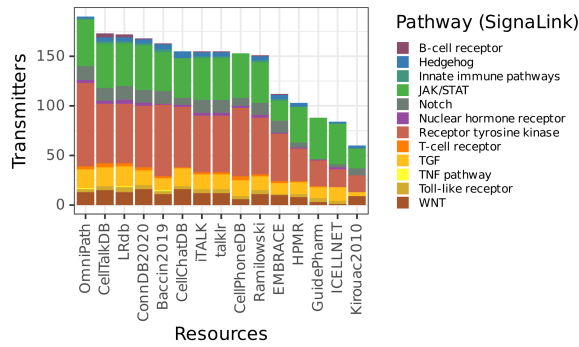 Pathway (SignaLink)
B-cell receptor
Hedgehog
Innate immune pathways
JAK/STAT
Notch
Nuclear hormone receptor
Receptor tyrosine kinase
T-cell receptor
TGF
TNF pathway
Toll-like receptor
WNT
Transmitters
150
100
50
0
OmniPath
CellTalkDB
LRdb
ConnDB2020
Baccin2019
CellChatDB
iTALK
talklr
CellPhoneDB
Ramilowski
EMBRACE
HPMR
GuidePharm
ICELLNET
Kirouac2010
Resources